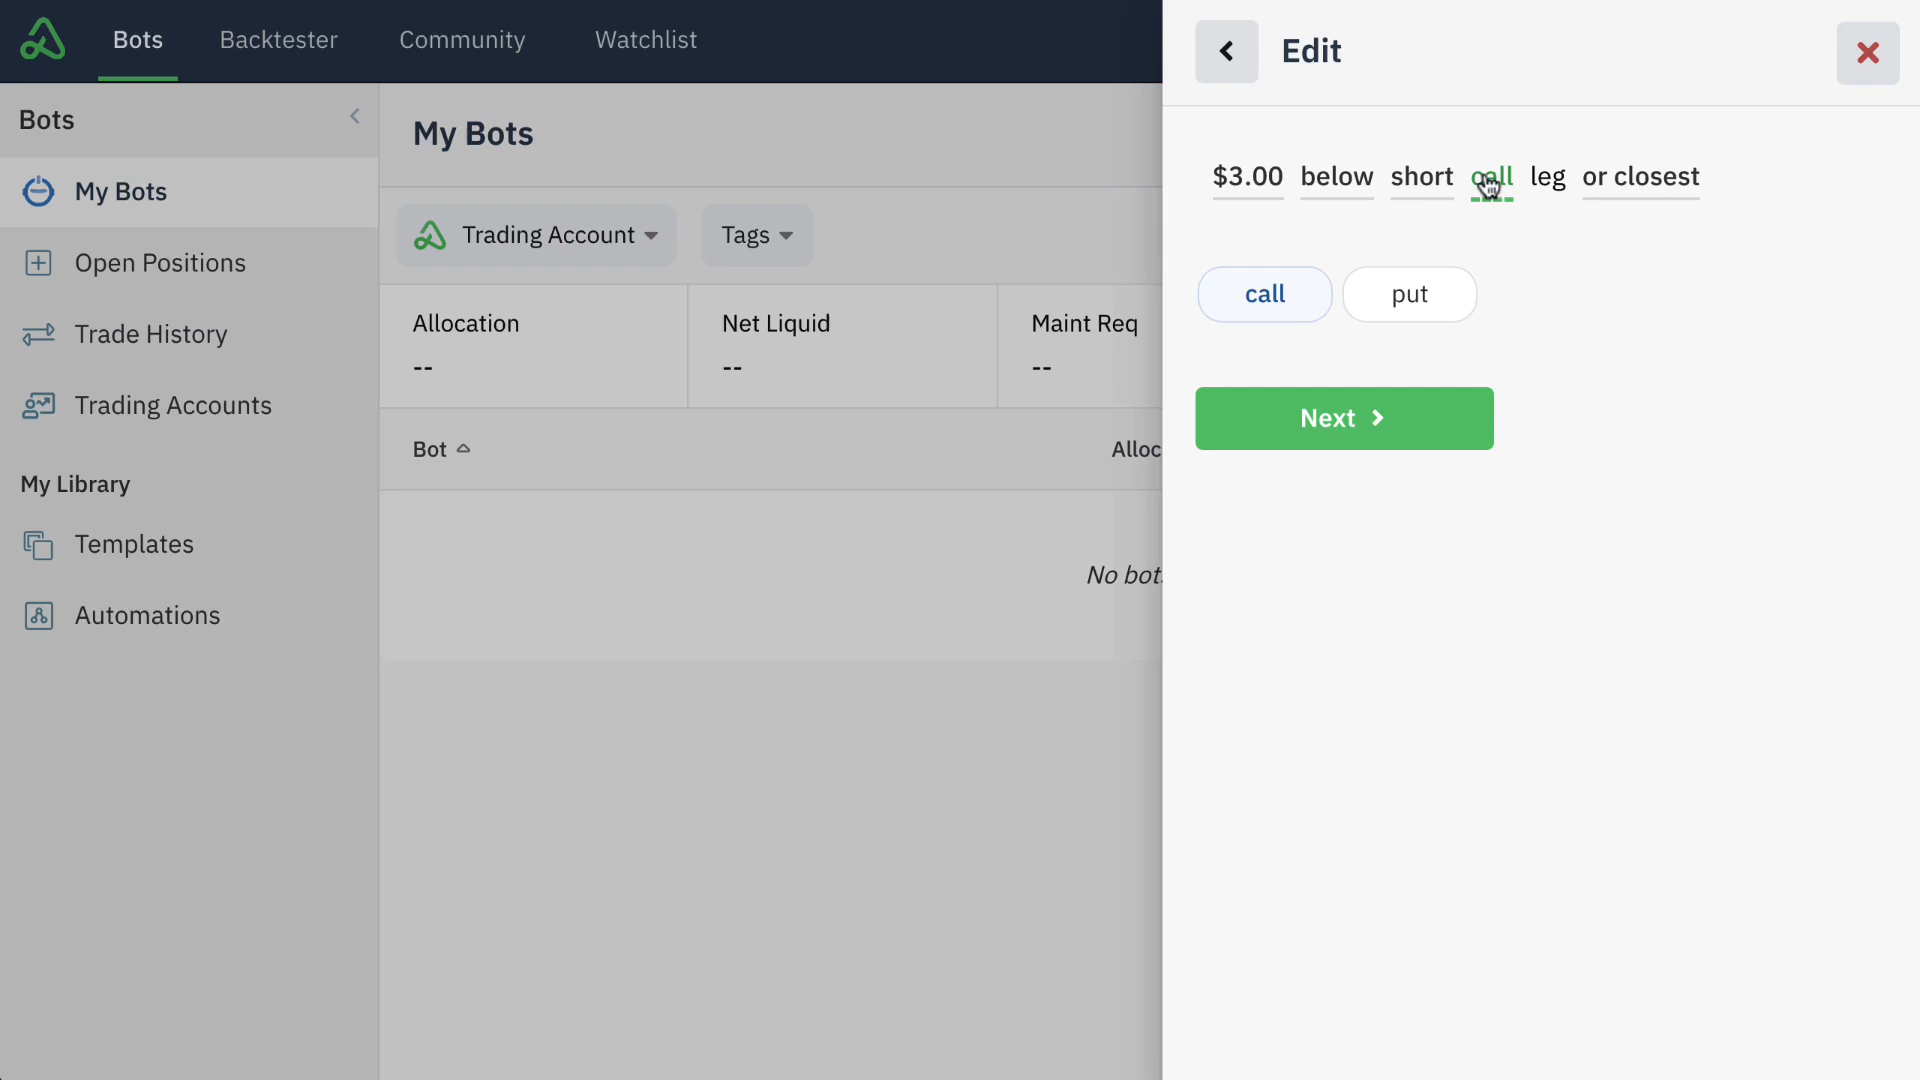 Bots Backtester Community Watchlist
Bots
My Bots
Open Positions
Trade History
Trading Accounts
My Library
Templates
Automations
My Bots
Trading Account Tags
Allocation Net Liquid Maint Req
-- -- --
Bot Alloc
No bots
Edit
$3.00 below short call leg or closest
call put
Next